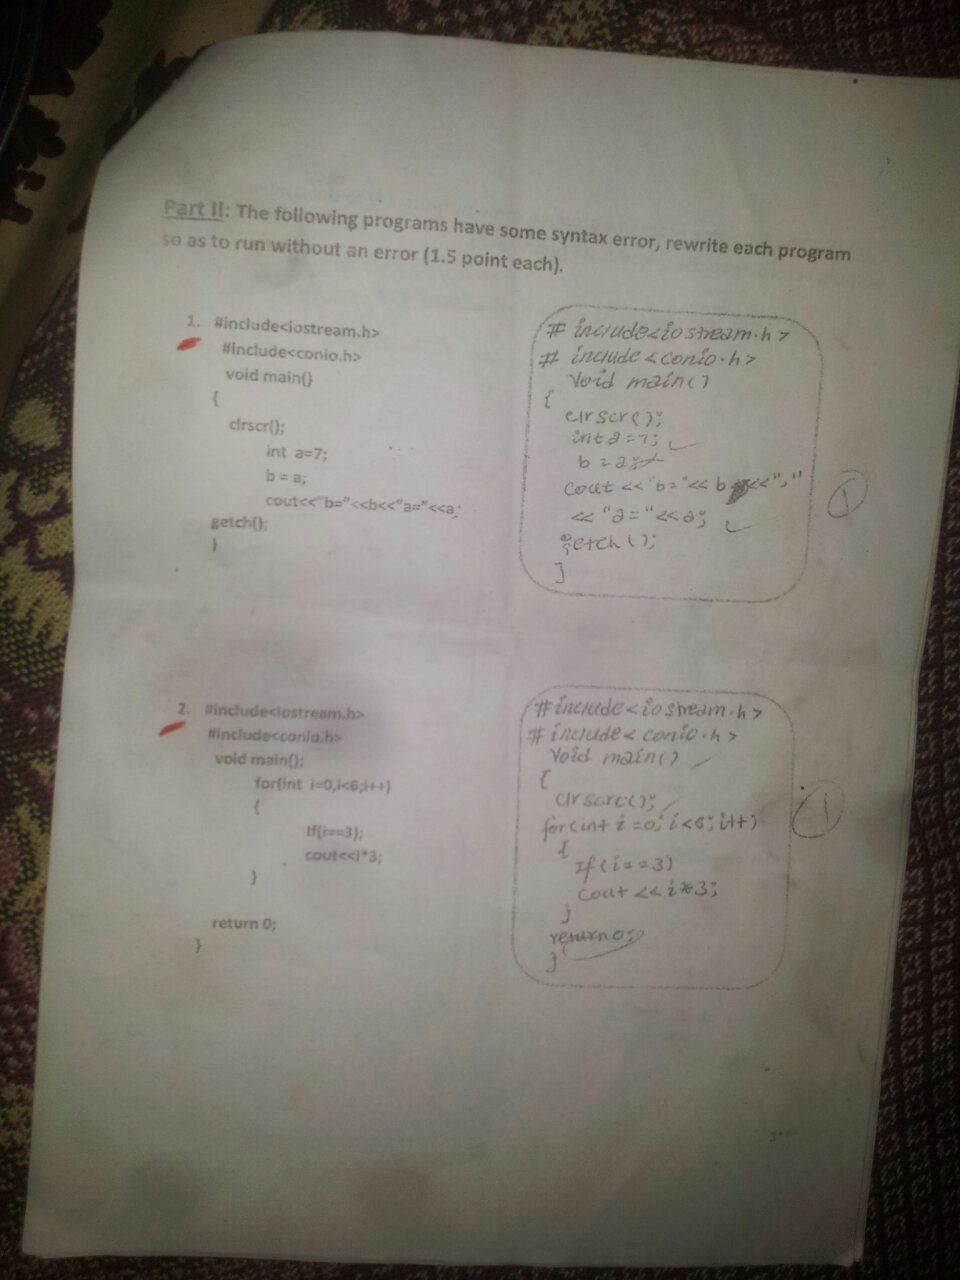 Part II: The following programs have some syntax error, rewrite each program
so as to run without an error (1.5 point each).
1. #include<iostream.h>
#include<conio.h>
void main()
{
clrscr();
int a=7;
b = a;
cout<<"b="<<b<<"a="<<a;
getch();
}
# include<iostream.h>
# include <conio.h>
Void main()
{
clrscr();
int a=7;
b = a;
Cout <<"b="<< b <<","
<< "a="<<a;
getch();
}
1
2. #include<iostream.h>
#include<conio.h>
void main();
for(int i=0,i<6;i++)
{
If(i==3);
cout<<i*3;
}
return 0;
}
# include<iostream.h>
# include< conio.h>
Void main()
{
clrscrc();
for(int i=0; i<6; i++)
{
If (i==3)
Cout << i*3;
}
return 0;
}
1